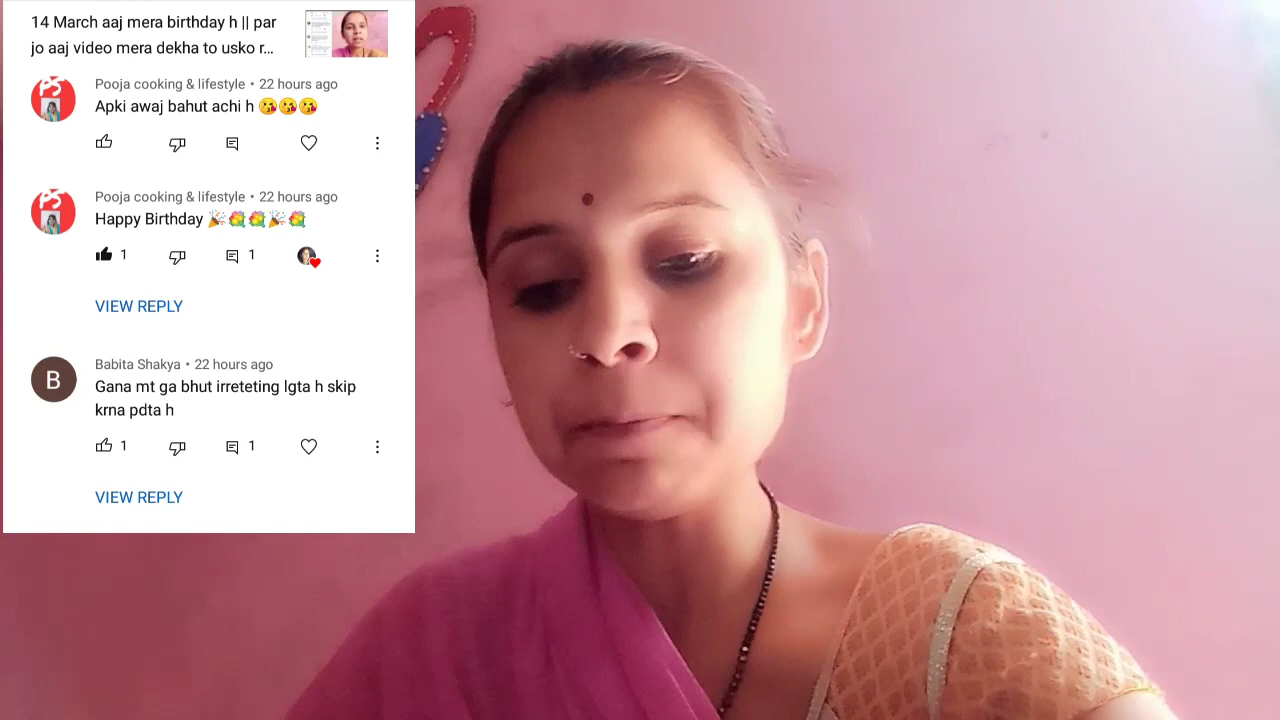 14 March aaj mera birthday h || par
jo aaj video mera dekha to usko r...
Pooja cooking & lifestyle • 22 hours ago
Apki awaj bahut achi h 😘😘😘
Pooja cooking & lifestyle • 22 hours ago
Happy Birthday 🎉💐💐🎉💐
1 1
VIEW REPLY
B
Babita Shakya • 22 hours ago
Gana mt ga bhut irreteting lgta h skip
krna pdta h
1 1
VIEW REPLY